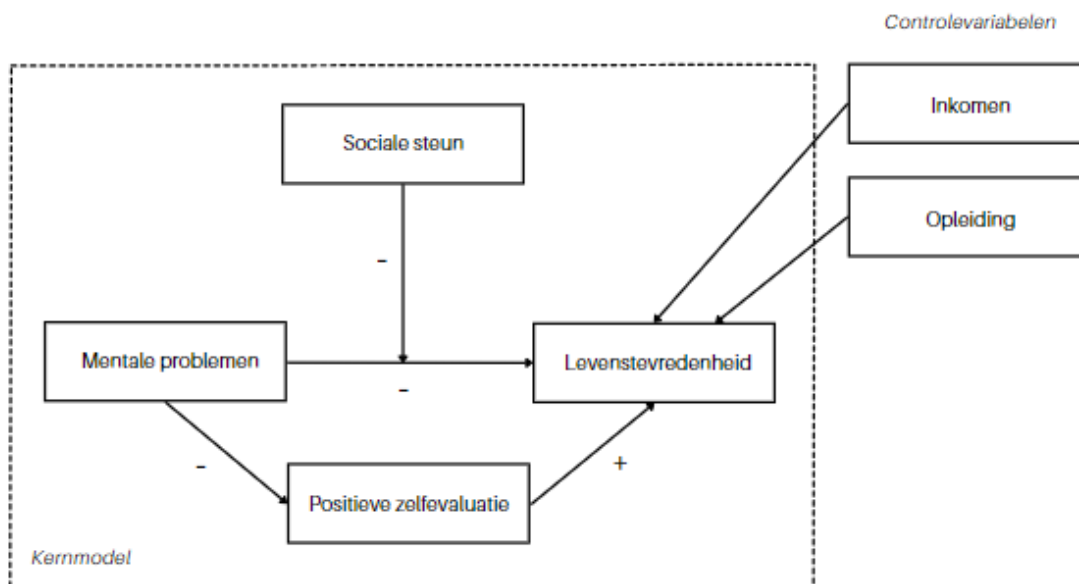 Controlevariabelen
Inkomen
Sociale steun
Opleiding
-
Mentale problemen
Levenstevredenheid
-
-
+
Positieve zelfevaluatie
Kernmodel